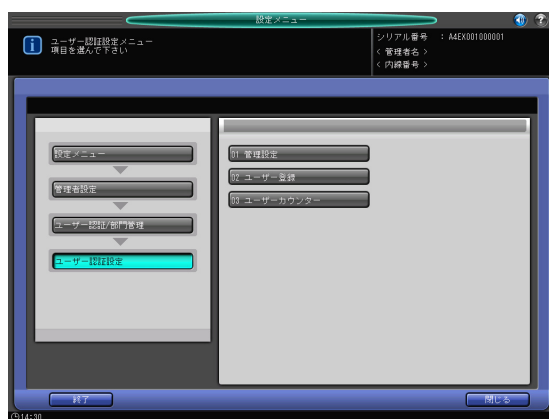 設定メニュー
ユーザー認証設定メニュー
項目を選んで下さい
シリアル番号 : A4EX001000001
< 管理者名 >
< 内線番号 >
設定メニュー
管理者設定
ユーザー認証/部門管理
ユーザー認証設定
01 管理設定
02 ユーザー登録
03 ユーザーカウンター
終了
閉じる
14:30